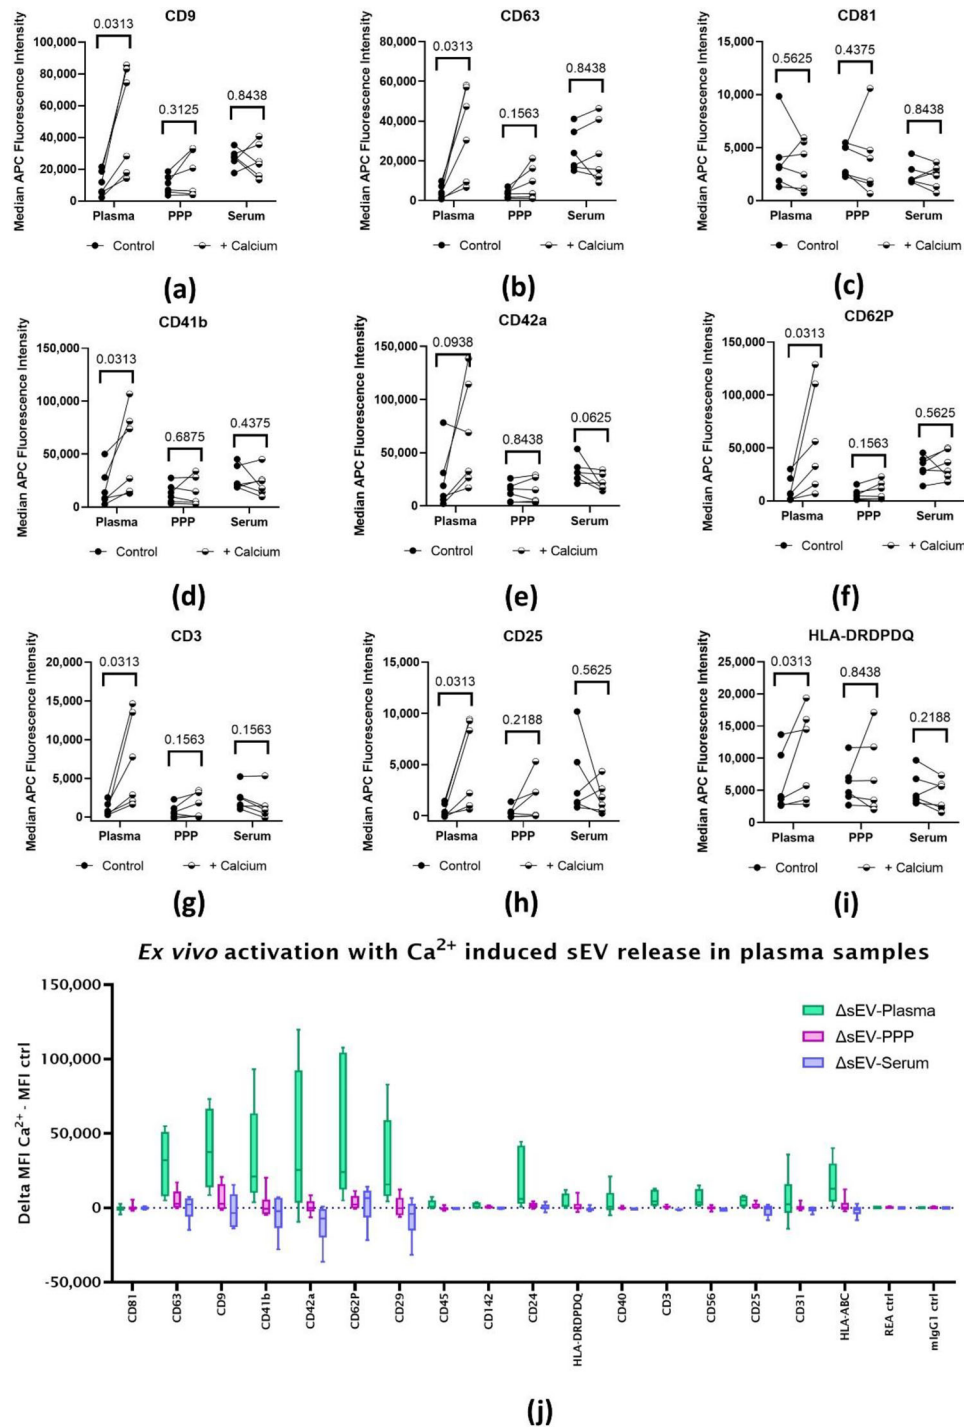 CD9
Median APC Fluorescence Intensity
100,000
80,000
60,000
40,000
20,000
0
0.0313
0.3125
0.8438
Plasma PPP Serum
Control + Calcium
(a)
CD63
Median APC Fluorescence Intensity
80,000
60,000
40,000
20,000
0
0.0313
0.1563
0.8438
Plasma PPP Serum
Control + Calcium
(b)
CD81
Median APC Fluorescence Intensity
15,000
10,000
5,000
0
0.5625
0.4375
0.8438
Plasma PPP Serum
Control + Calcium
(c)
CD41b
Median APC Fluorescence Intensity
150,000
100,000
50,000
0
0.0313
0.6875
0.4375
Plasma PPP Serum
Control + Calcium
(d)
CD42a
Median APC Fluorescence Intensity
150,000
100,000
50,000
0
0.0938
0.8438
0.0625
Plasma PPP Serum
Control + Calcium
(e)
CD62P
Median APC Fluorescence Intensity
150,000
100,000
50,000
0
0.0313
0.1563
0.5625
Plasma PPP Serum
Control + Calcium
(f)
CD3
Median APC Fluorescence Intensity
20,000
15,000
10,000
5,000
0
0.0313
0.1563
0.1563
Plasma PPP Serum
Control + Calcium
(g)
CD25
Median APC Fluorescence Intensity
15,000
10,000
5,000
0
0.0313
0.2188
0.5625
Plasma PPP Serum
Control + Calcium
(h)
HLA-DRDPDQ
Median APC Fluorescence Intensity
25,000
20,000
15,000
10,000
5,000
0
0.0313
0.8438
0.2188
Plasma PPP Serum
Control + Calcium
(i)
Ex vivo activation with Ca²⁺ induced sEV release in plasma samples
Delta MFI Ca²⁺ - MFI ctrl
150,000
100,000
50,000
0
-50,000
ΔsEV-Plasma
ΔsEV-PPP
ΔsEV-Serum
CD81
CD63
CD9
CD41b
CD42a
CD62P
CD29
CD45
CD142
CD24
HLA-DRDPDQ
CD40
CD3
CD56
CD25
CD31
HLA-ABC
REA ctrl
mIgG1 ctrl
(j)